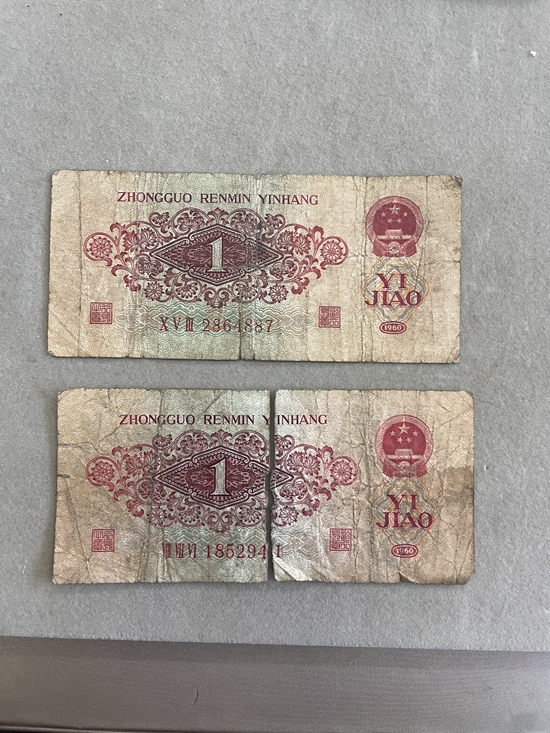 ZHONGGUO RENMIN YINHANG
1
YI
JIAO
XVIII 2864887
1960
ZHONGGUO RENMIN YINHANG
1
YI
JIAO
1852941
1960